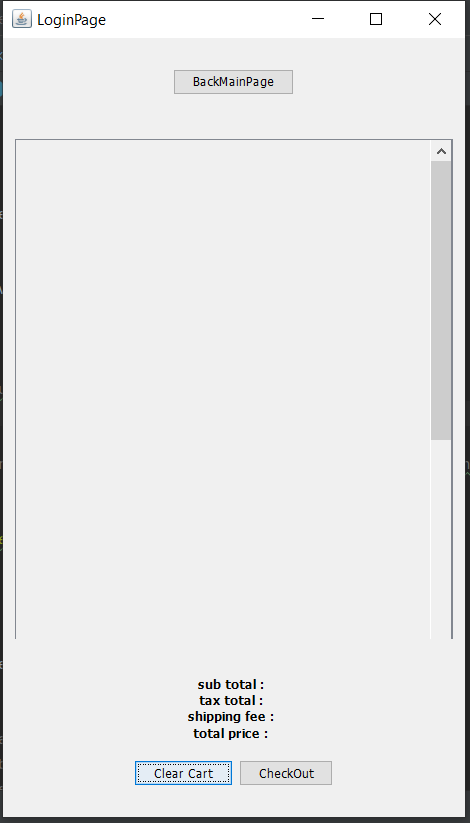 LoginPage
BackMainPage
sub total :
tax total :
shipping fee :
total price :
Clear Cart CheckOut